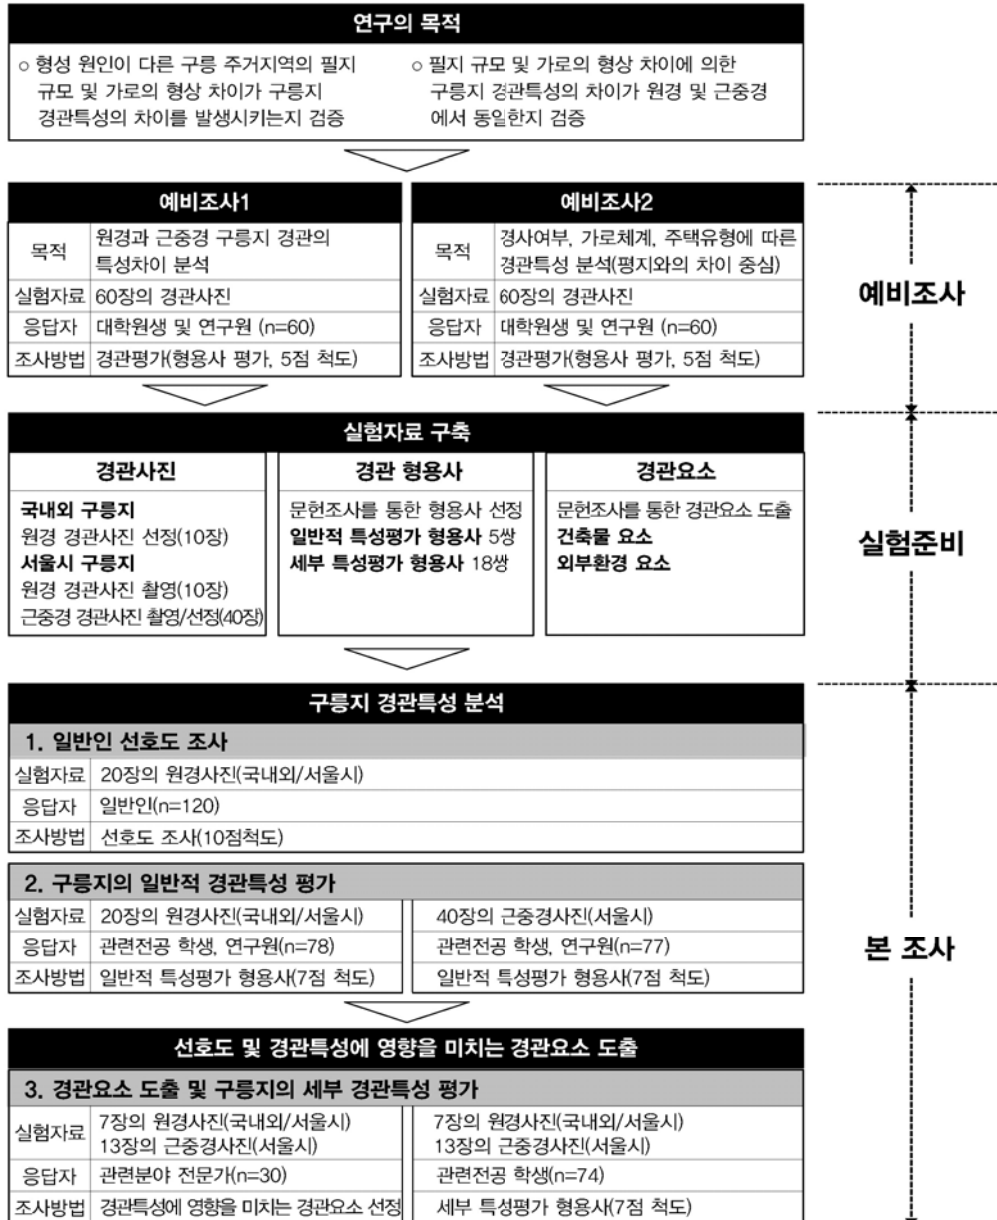 연구의 목적
○ 형성 원인이 다른 구릉 주거지역의 필지
규모 및 가로의 형상 차이가 구릉지
경관특성의 차이를 발생시키는지 검증
○ 필지 규모 및 가로의 형상 차이에 의한
구릉지 경관특성의 차이가 원경 및 근중경
에서 동일한지 검증
예비조사1
목적
원경과 근중경 구릉지 경관의
특성차이 분석
실험자료 60장의 경관사진
응답자 대학원생 및 연구원 (n=60)
조사방법 경관평가(형용사 평가, 5점 척도)
예비조사2
목적
경사여부, 가로체계, 주택유형에 따른
경관특성 분석(평지와의 차이 중심)
실험자료 60장의 경관사진
응답자 대학원생 및 연구원 (n=60)
조사방법 경관평가(형용사 평가, 5점 척도)
예비조사
실험자료 구축
경관사진
국내외 구릉지
원경 경관사진 선정(10장)
서울시 구릉지
원경 경관사진 촬영(10장)
근중경 경관사진 촬영/선정(40장)
경관 형용사
문헌조사를 통한 형용사 선정
일반적 특성평가 형용사 5쌍
세부 특성평가 형용사 18쌍
경관요소
문헌조사를 통한 경관요소 도출
건축물 요소
외부환경 요소
실험준비
구릉지 경관특성 분석
1. 일반인 선호도 조사
실험자료 20장의 원경사진(국내외/서울시)
응답자 일반인(n=120)
조사방법 선호도 조사(10점척도)
2. 구릉지의 일반적 경관특성 평가
실험자료 20장의 원경사진(국내외/서울시)
응답자 관련전공 학생, 연구원(n=78)
조사방법 일반적 특성평가 형용사(7점 척도)
40장의 근중경사진(서울시)
관련전공 학생, 연구원(n=77)
일반적 특성평가 형용사(7점 척도)
본 조사
선호도 및 경관특성에 영향을 미치는 경관요소 도출
3. 경관요소 도출 및 구릉지의 세부 경관특성 평가
실험자료
7장의 원경사진(국내외/서울시)
13장의 근중경사진(서울시)
응답자 관련분야 전문가(n=30)
조사방법 경관특성에 영향을 미치는 경관요소 선정
7장의 원경사진(국내외/서울시)
13장의 근중경사진(서울시)
관련전공 학생(n=74)
세부 특성평가 형용사(7점 척도)